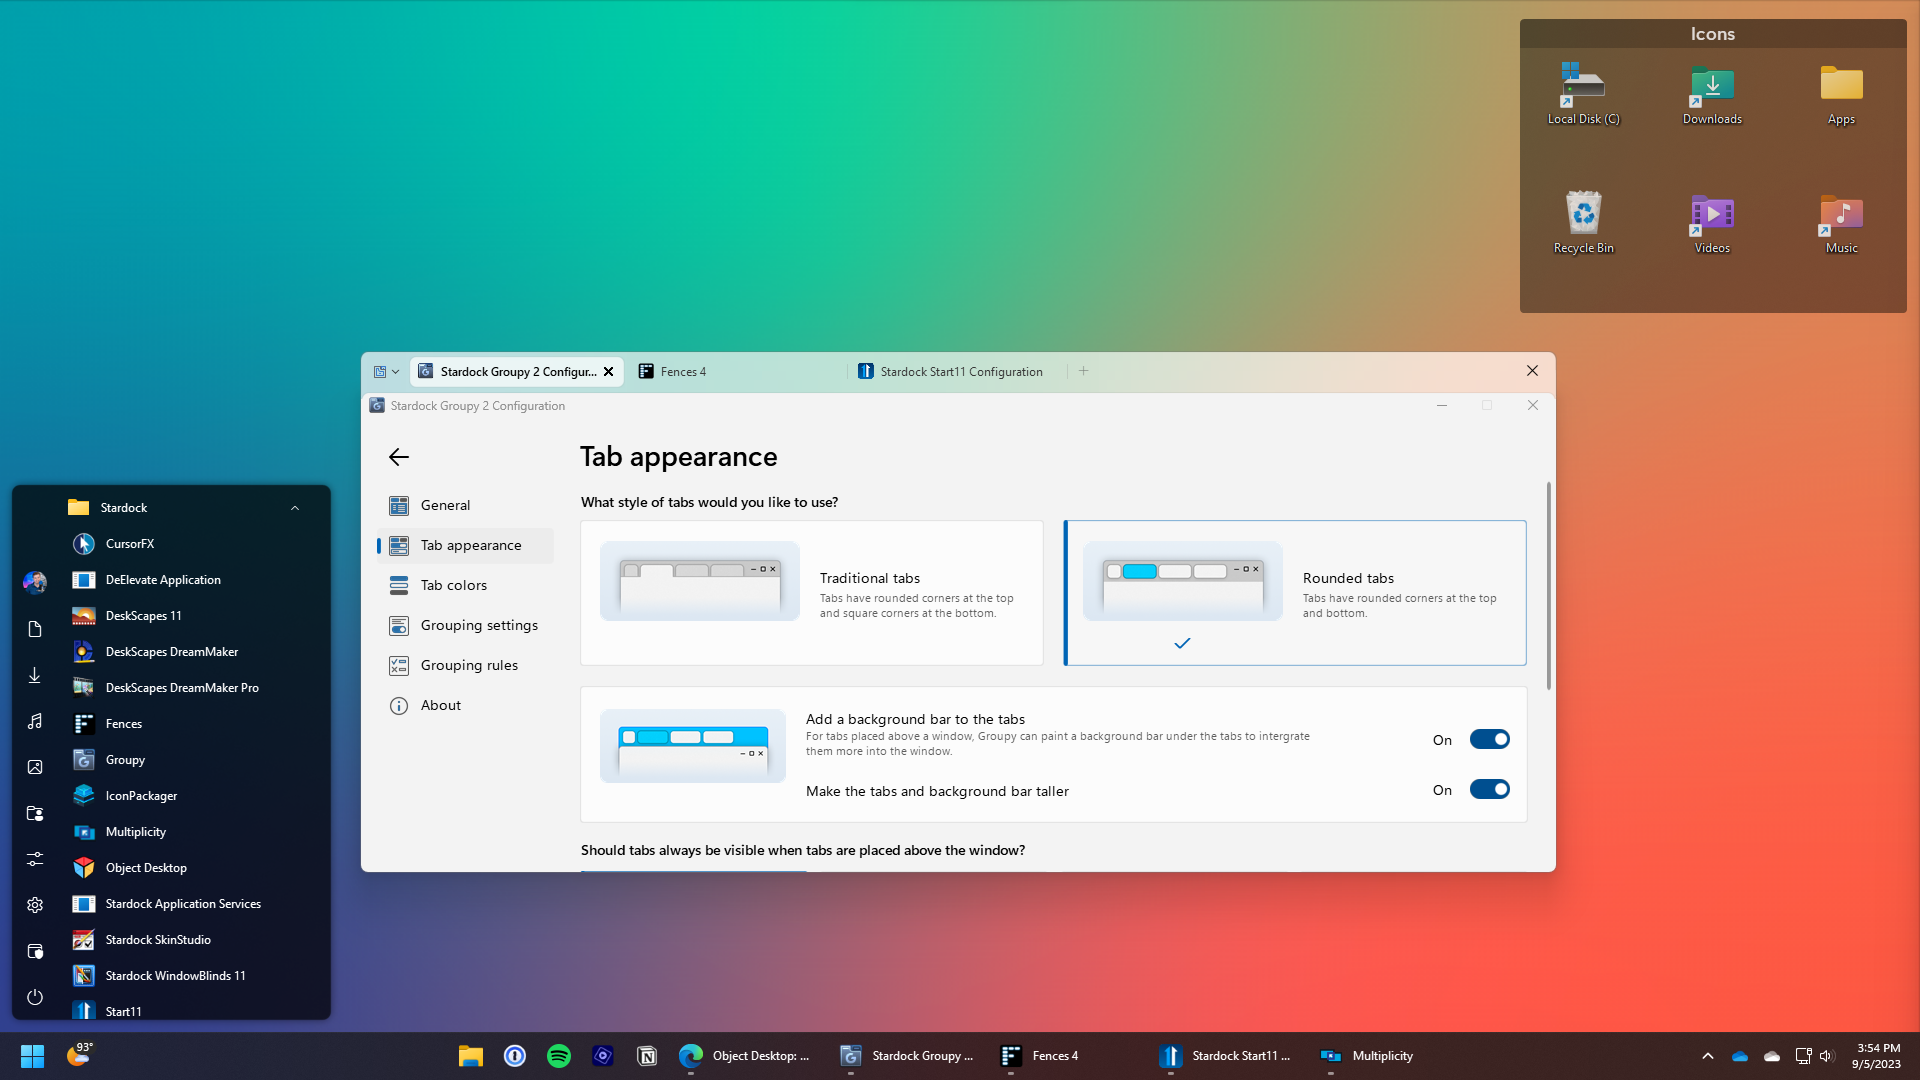 Icons
Local Disk (C)
Downloads
Apps
Recycle Bin
Videos
Music
Stardock Groupy 2 Configur...
Fences 4
Stardock Start11 Configuration
Stardock Groupy 2 Configuration
Tab appearance
General
Tab appearance
Tab colors
Grouping settings
Grouping rules
About
What style of tabs would you like to use?
Traditional tabs
Tabs have rounded corners at the top
and square corners at the bottom.
Rounded tabs
Tabs have rounded corners at the top
and bottom.
Add a background bar to the tabs
For tabs placed above a window, Groupy can paint a background bar under the tabs to intergrate
them more into the window.
On
Make the tabs and background bar taller
On
Should tabs always be visible when tabs are placed above the window?
Stardock
CursorFX
DeElevate Application
DeskScapes 11
DeskScapes DreamMaker
DeskScapes DreamMaker Pro
Fences
Groupy
IconPackager
Multiplicity
Object Desktop
Stardock Application Services
Stardock SkinStudio
Stardock WindowBlinds 11
Start11
93°
Object Desktop: ...
Stardock Groupy ...
Fences 4
Stardock Start11 ...
Multiplicity
3:54 PM
9/5/2023